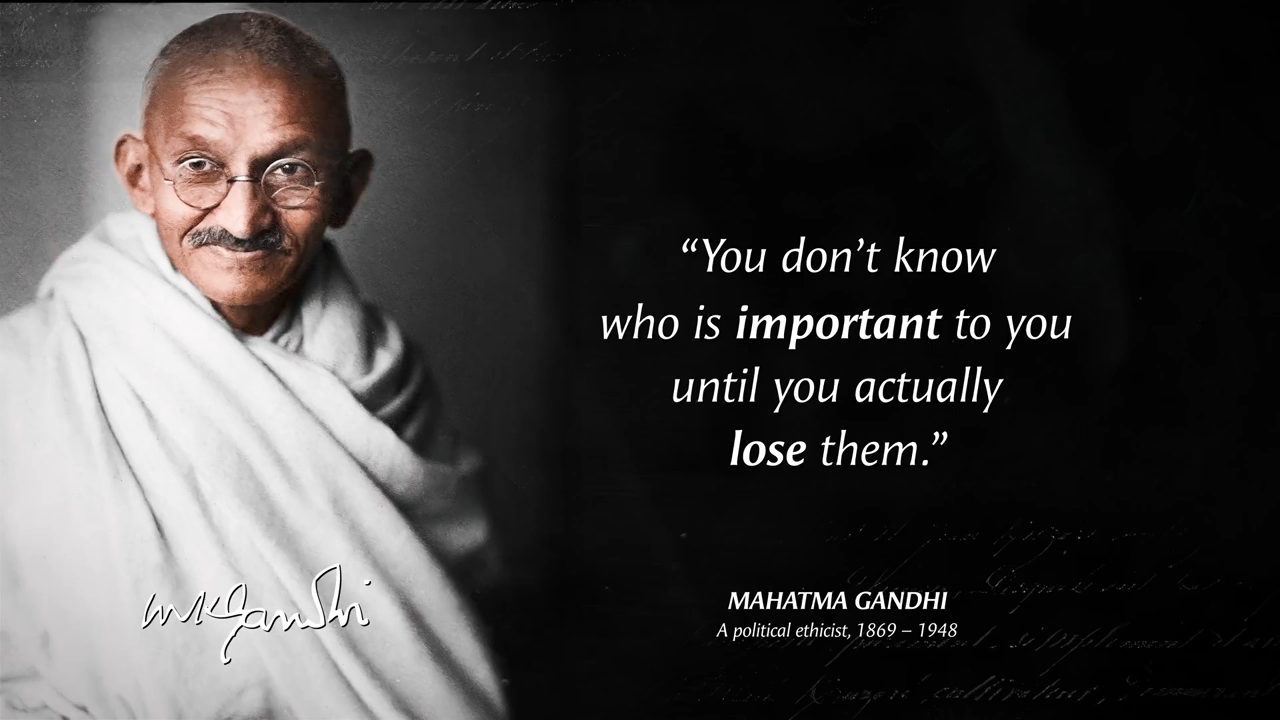 “You don’t know
who is important to you
until you actually
lose them.”
MAHATMA GANDHI
A political ethicist, 1869 – 1948
mkgandhi